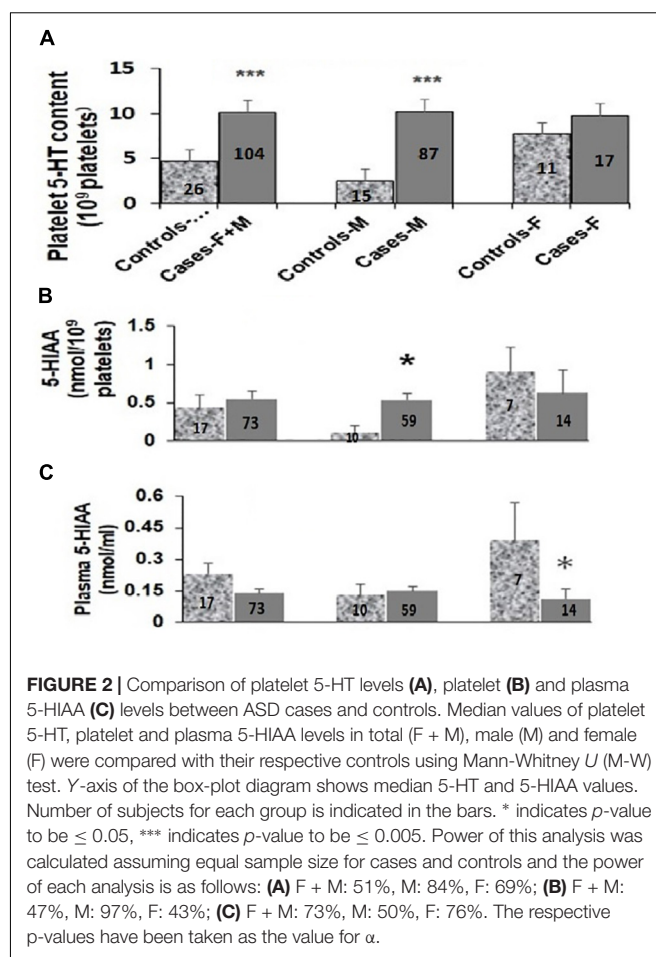 A
Platelet 5-HT content
(10⁹ platelets)
15
10
5
0
***
***
26
104
15
87
11
17
Controls-...
Cases-F+M
Controls-M
Cases-M
Controls-F
Cases-F
B
5-HIAA
(nmol/10⁹
platelets)
1.5
1
0.5
0
*
17
73
10
59
7
14
C
Plasma 5-HIAA
(nmol/ml)
0.6
0.45
0.3
0.15
0
*
17
73
10
59
7
14
FIGURE 2 | Comparison of platelet 5-HT levels (A), platelet (B) and plasma
5-HIAA (C) levels between ASD cases and controls. Median values of platelet
5-HT, platelet and plasma 5-HIAA levels in total (F + M), male (M) and female
(F) were compared with their respective controls using Mann-Whitney U (M-W)
test. Y-axis of the box-plot diagram shows median 5-HT and 5-HIAA values.
Number of subjects for each group is indicated in the bars. * indicates p-value
to be ≤ 0.05, *** indicates p-value to be ≤ 0.005. Power of this analysis was
calculated assuming equal sample size for cases and controls and the power
of each analysis is as follows: (A) F + M: 51%, M: 84%, F: 69%; (B) F + M:
47%, M: 97%, F: 43%; (C) F + M: 73%, M: 50%, F: 76%. The respective
p-values have been taken as the value for α.